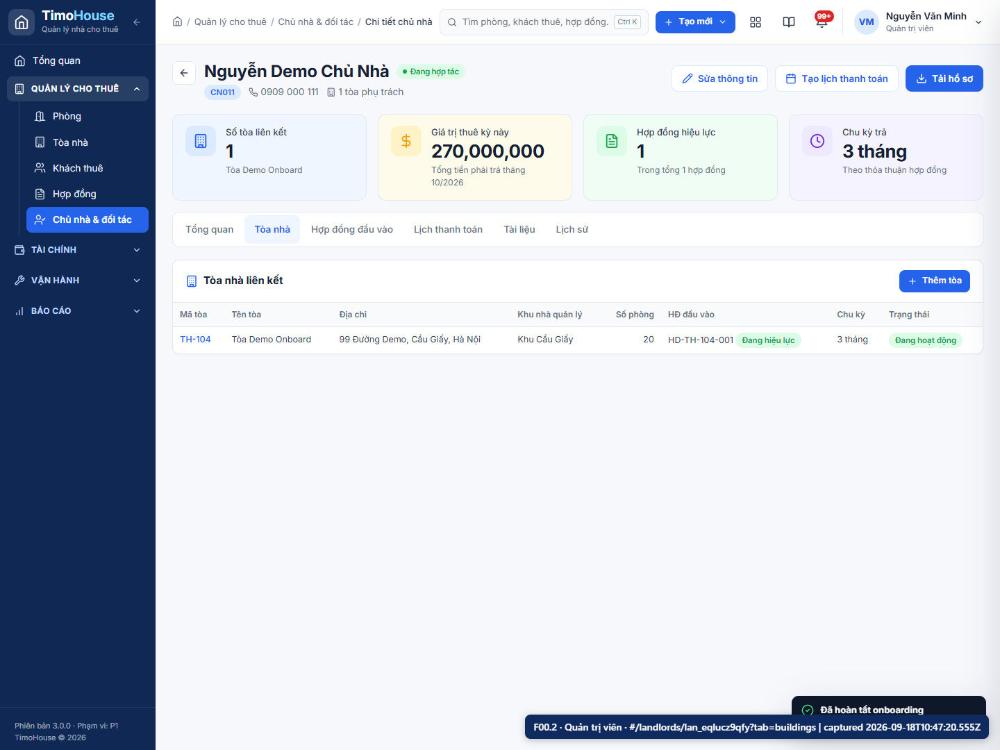 TimoHouse
Quản lý nhà cho thuê
Tổng quan
QUẢN LÝ CHO THUÊ
Phòng
Tòa nhà
Khách thuê
Hợp đồng
Chủ nhà & đối tác
TÀI CHÍNH
VẬN HÀNH
BÁO CÁO
Phiên bản 3.0.0 · Phạm vi: P1
TimoHouse © 2026
/ Quản lý cho thuê / Chủ nhà & đối tác / Chi tiết chủ nhà
Tìm phòng, khách thuê, hợp đồng. Ctrl K
Tạo mới
99+
VM
Nguyễn Văn Minh
Quản trị viên
Nguyễn Demo Chủ Nhà
Đang hợp tác
CN011 0909 000 111 1 tòa phụ trách
Sửa thông tin
Tạo lịch thanh toán
Tải hồ sơ
Số tòa liên kết
1
Tòa Demo Onboard
Giá trị thuê kỳ này
270,000,000
Tổng tiền phải trả tháng
10/2026
Hợp đồng hiệu lực
1
Trong tổng 1 hợp đồng
Chu kỳ trả
3 tháng
Theo thỏa thuận hợp đồng
Tổng quan Tòa nhà Hợp đồng đầu vào Lịch thanh toán Tài liệu Lịch sử
Tòa nhà liên kết
Thêm tòa
Mã tòa Tên tòa Địa chỉ Khu nhà quản lý Số phòng HĐ đầu vào Chu kỳ Trạng thái
TH-104 Tòa Demo Onboard 99 Đường Demo, Cầu Giấy, Hà Nội Khu Cầu Giấy 20 HD-TH-104-001 Đang hiệu lực 3 tháng Đang hoạt động
Đã hoàn tất onboarding
F00.2 · Quản trị viên · #/landlords/lan_eqlucz9qfy?tab=buildings | captured 2026-09-18T10:47:20.555Z